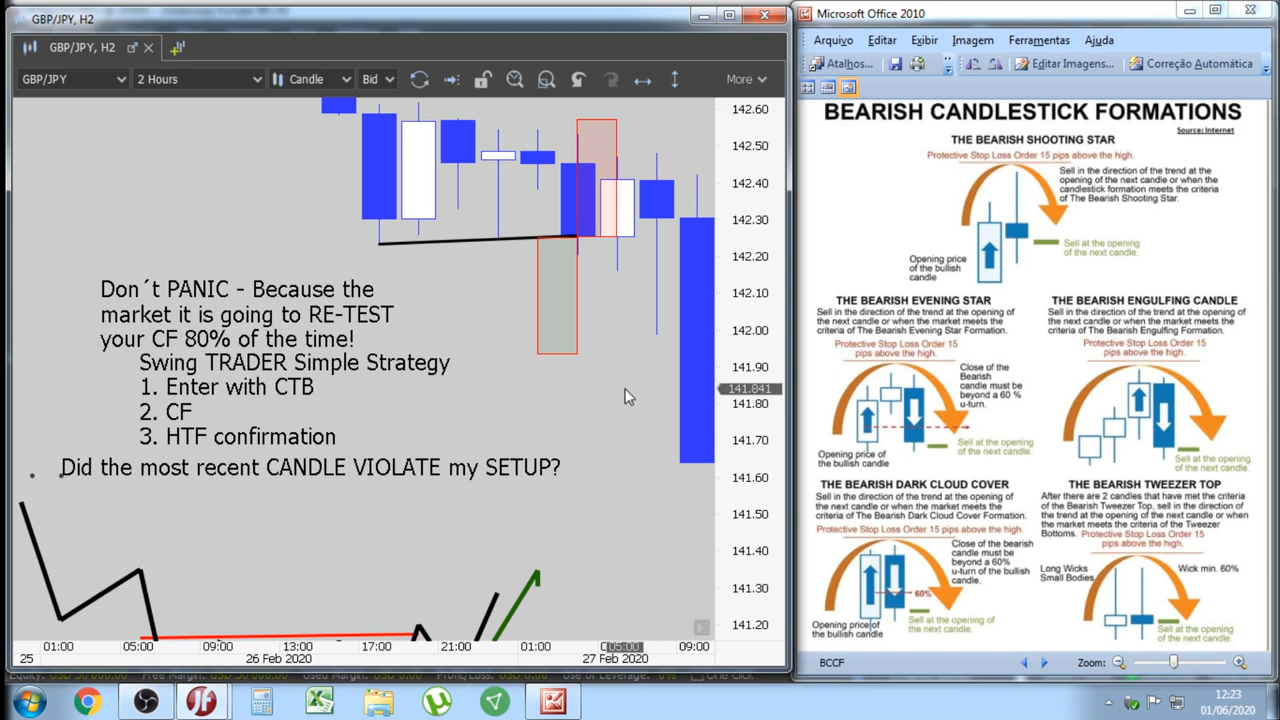 GBP/JPY, H2
GBP/JPY, H2
GBP/JPY
2 Hours
Candle
Bid
More
142.60
142.50
142.40
142.30
142.20
142.10
142.00
141.90
141.841
141.80
141.70
141.60
141.50
141.40
141.30
141.20
Don´t PANIC - Because the
market it is going to RE-TEST
your CF 80% of the time!
Swing TRADER Simple Strategy
1. Enter with CTB
2. CF
3. HTF confirmation
Did the most recent CANDLE VIOLATE my SETUP?
01:00 05:00 09:00 13:00 17:00 21:00 01:00 05:00 09:00
25 26 Feb 2020 27 Feb 2020
Microsoft Office 2010
Arquivo Editar Exibir Imagem Ferramentas Ajuda
Atalhos... Editar Imagens... Correção Automática
BEARISH CANDLESTICK FORMATIONS
Source: Internet
THE BEARISH SHOOTING STAR
Protective Stop Loss Order 15 pips above the high.
Sell in the direction of the trend at the
opening of the next candle or when the
candlestick formation meets the criteria
of The Bearish Shooting Star.
Sell at the opening
of the next candle.
Opening price
of the bullish
candle
THE BEARISH EVENING STAR
Sell in the direction of the trend at the opening of
the next candle or when the market meets the
criteria of The Bearish Evening Star Formation.
Protective Stop Loss Order 15
pips above the high.
Close of the
Bearish
candle must be
beyond a 60 %
u-turn.
Sell at the opening
of the next candle.
Opening price of
the bullish candle
THE BEARISH ENGULFING CANDLE
Sell in the direction of the trend at the opening of
the next candle or when the market meets the
criteria of The Bearish Engulfing Formation.
Protective Stop Loss Order 15
pips above the high.
Sell at the opening
of the next candle.
THE BEARISH DARK CLOUD COVER
Sell in the direction of the trend at the opening of
the next candle or when the market meets the
criteria of The Bearish Dark Cloud Cover Formation.
Protective Stop Loss Order 15 pips above the high.
Close of the bearish
candle must be
beyond a 60%
u-turn of the bullish
candle.
60%
Sell at the opening
of the next candle.
Opening price of
the bullish candle
THE BEARISH TWEEZER TOP
After there are 2 candles that have met the criteria
of the Bearish Tweezer Top, sell in the direction of
the trend at the opening of the next candle or when
the market meets the criteria of the Tweezer
Bottoms. Protective Stop Loss Order 15
pips above the high.
Long Wicks
Small Bodies
Wick min. 60%
Sell at the opening
of the next candle.
BCCF
Zoom:
12:23
01/06/2020